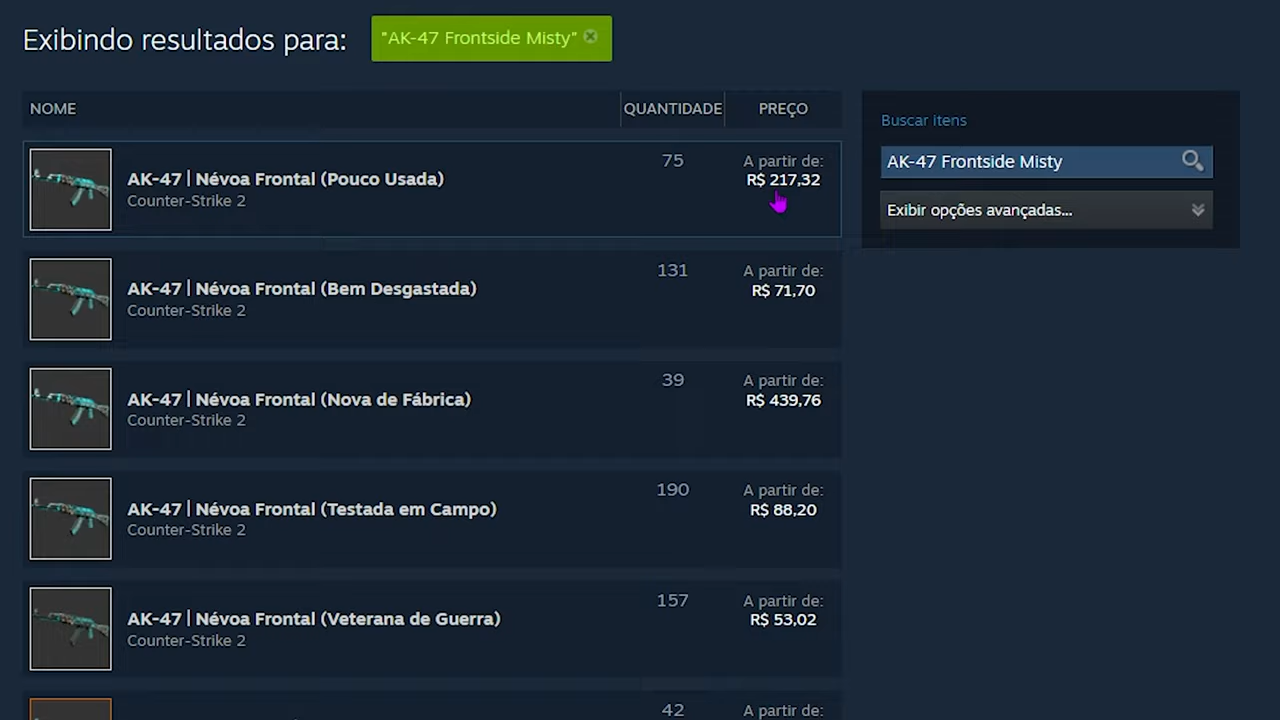 Exibindo resultados para: "AK-47 Frontside Misty"
NOME QUANTIDADE PREÇO
Buscar itens
AK-47 Frontside Misty
Exibir opções avançadas...
75 A partir de:
AK-47 | Névoa Frontal (Pouco Usada) R$ 217,32
Counter-Strike 2
131 A partir de:
AK-47 | Névoa Frontal (Bem Desgastada) R$ 71,70
Counter-Strike 2
39 A partir de:
AK-47 | Névoa Frontal (Nova de Fábrica) R$ 439,76
Counter-Strike 2
190 A partir de:
AK-47 | Névoa Frontal (Testada em Campo) R$ 88,20
Counter-Strike 2
157 A partir de:
AK-47 | Névoa Frontal (Veterana de Guerra) R$ 53,02
Counter-Strike 2
42 A partir de: